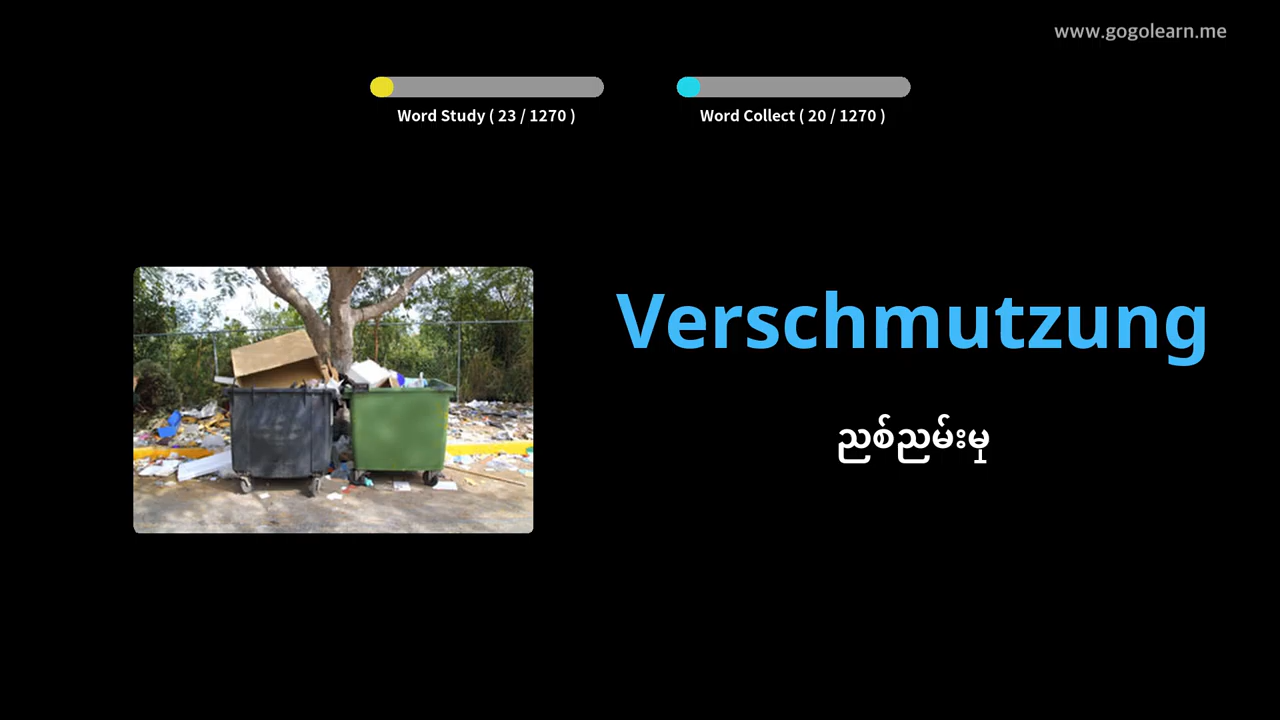 www.gogolearn.me
Word Study ( 23 / 1270 )
Word Collect ( 20 / 1270 )
Verschmutzung
ညစ်ညမ်းမှ